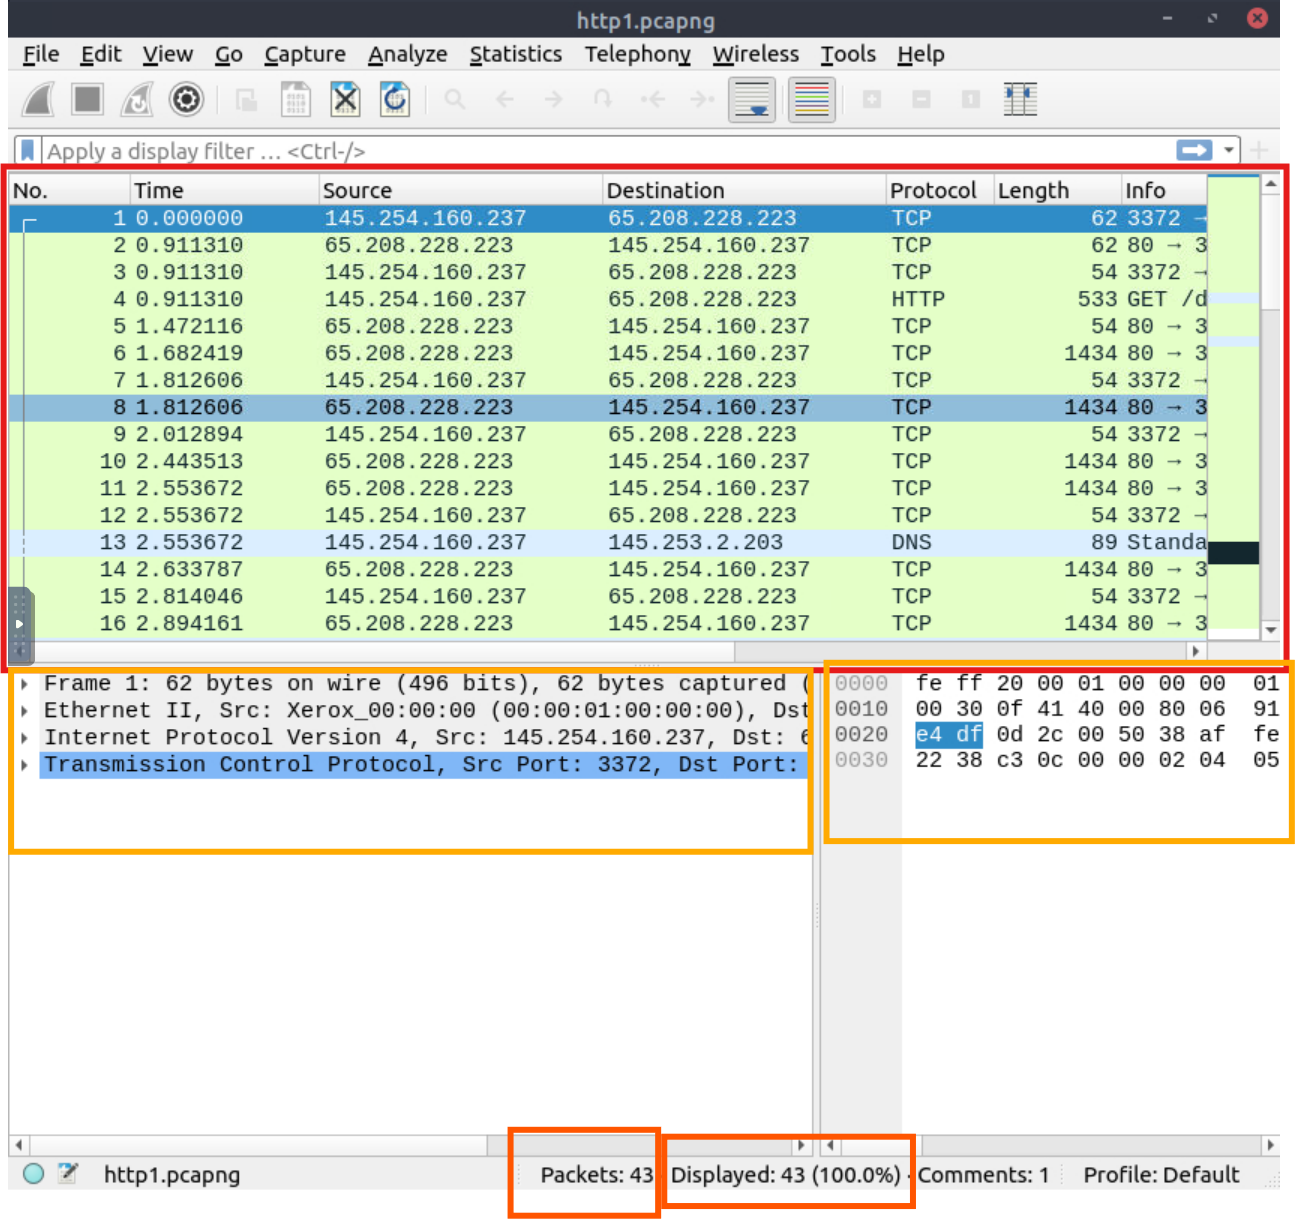 http1.pcapng
File Edit View Go Capture Analyze Statistics Telephony Wireless Tools Help
Apply a display filter … <Ctrl-/>
No. Time Source Destination Protocol Length Info
1 0.000000 145.254.160.237 65.208.228.223 TCP 62 3372 →
2 0.911310 65.208.228.223 145.254.160.237 TCP 62 80 → 3
3 0.911310 145.254.160.237 65.208.228.223 TCP 54 3372 →
4 0.911310 145.254.160.237 65.208.228.223 HTTP 533 GET /d
5 1.472116 65.208.228.223 145.254.160.237 TCP 54 80 → 3
6 1.682419 65.208.228.223 145.254.160.237 TCP 1434 80 → 3
7 1.812606 145.254.160.237 65.208.228.223 TCP 54 3372 →
8 1.812606 65.208.228.223 145.254.160.237 TCP 1434 80 → 3
9 2.012894 145.254.160.237 65.208.228.223 TCP 54 3372 →
10 2.443513 65.208.228.223 145.254.160.237 TCP 1434 80 → 3
11 2.553672 65.208.228.223 145.254.160.237 TCP 1434 80 → 3
12 2.553672 145.254.160.237 65.208.228.223 TCP 54 3372 →
13 2.553672 145.254.160.237 145.253.2.203 DNS 89 Standa
14 2.633787 65.208.228.223 145.254.160.237 TCP 1434 80 → 3
15 2.814046 145.254.160.237 65.208.228.223 TCP 54 3372 →
16 2.894161 65.208.228.223 145.254.160.237 TCP 1434 80 → 3
Frame 1: 62 bytes on wire (496 bits), 62 bytes captured (
Ethernet II, Src: Xerox_00:00:00 (00:00:01:00:00:00), Dst
Internet Protocol Version 4, Src: 145.254.160.237, Dst: 6
Transmission Control Protocol, Src Port: 3372, Dst Port:
0000 fe ff 20 00 01 00 00 00 01
0010 00 30 0f 41 40 00 80 06 91
0020 e4 df 0d 2c 00 50 38 af fe
0030 22 38 c3 0c 00 00 02 04 05
http1.pcapng Packets: 43 Displayed: 43 (100.0%) · Comments: 1 Profile: Default